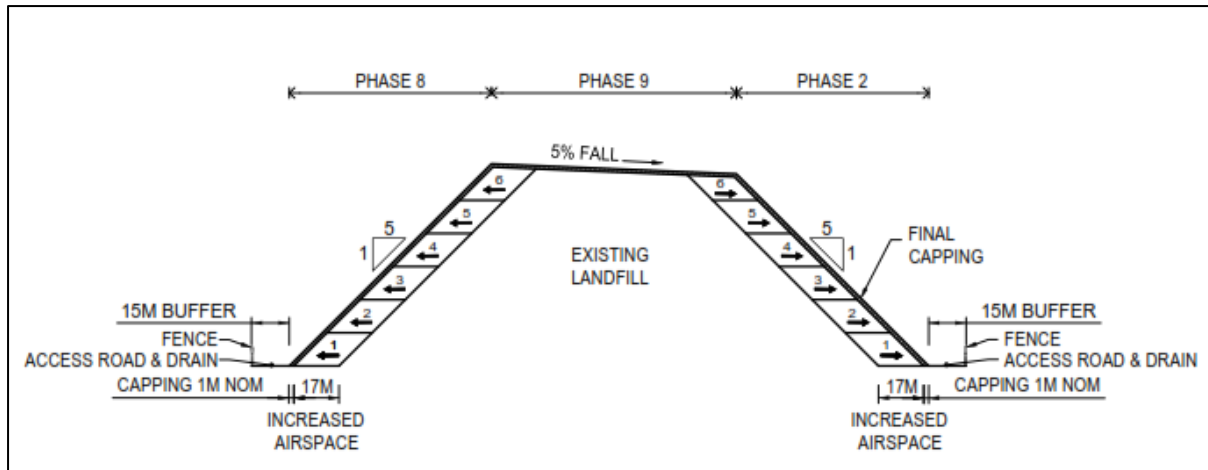 PHASE 8
PHASE 9
PHASE 2
5% FALL
6
6
5
5
5
5
1
4
4
1
FINAL
CAPPING
EXISTING
LANDFILL
3
3
15M BUFFER
15M BUFFER
2
2
FENCE
FENCE
1
1
ACCESS ROAD & DRAIN
ACCESS ROAD & DRAIN
CAPPING 1M NOM
17M
17M
CAPPING 1M NOM
INCREASED
AIRSPACE
INCREASED
AIRSPACE